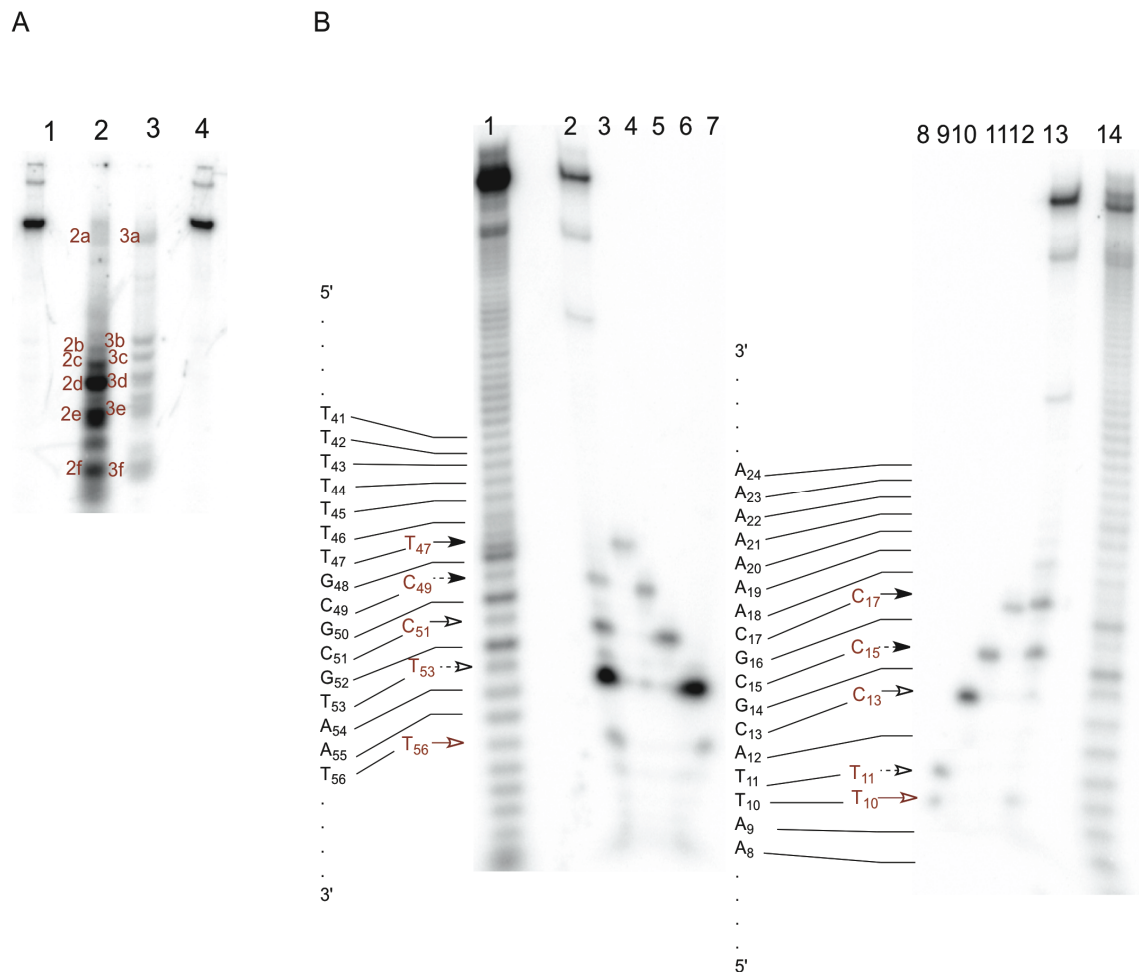 A
B
1 2 3 4
2a 3a
2b 3b
2c 3c
2d 3d
2e 3e
2f 3f
1 2 3 4 5 6 7
5'
.
.
.
.
T41
T42
T43
T44
T45
T46
T47
G48
C49
G50
C51
G52
T53
A54
A55
T56
.
.
.
.
3'
T47
C49
C51
T53
T56
8 9 10 11 12 13 14
3'
.
.
.
.
A24
A23
A22
A21
A20
A19
A18
C17
G16
C15
G14
C13
A12
T11
T10
A9
A8
.
.
.
.
5'
C17
C15
C13
T11
T10